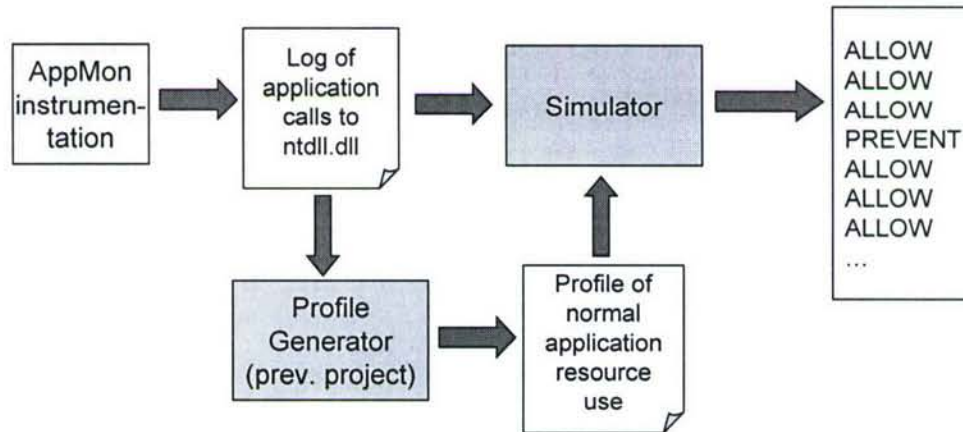 AppMon
instrumen-
tation
Log of
application
calls to
ntdll.dll
Simulator
ALLOW
ALLOW
ALLOW
PREVENT
ALLOW
ALLOW
ALLOW
...
Profile
Generator
(prev. project)
Profile of
normal
application
resource
use